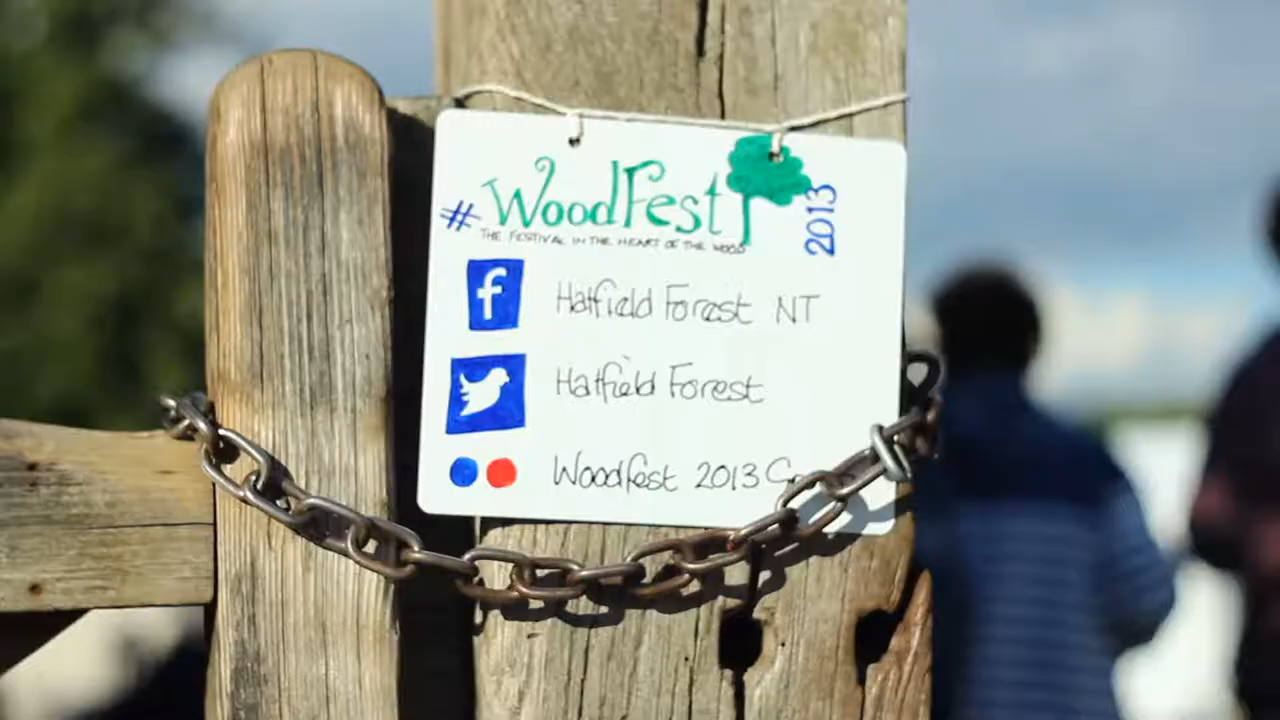 # WoodFest 2013
THE FESTIVAL IN THE HEART OF THE WOOD
f Hatfield Forest NT
Hatfield Forest
Woodfest 2013